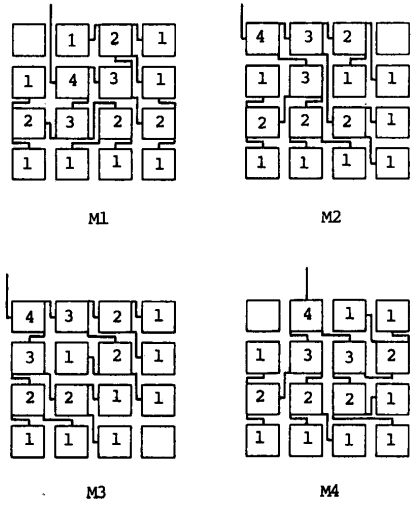 1 2 1
1 4 3 1
2 3 2 2
1 1 1 1
M1
4 3 2
1 3 1 1
2 2 2 1
1 1 1 1
M2
4 3 2 1
3 1 2 1
2 2 1 1
1 1 1
M3
4 1 1
1 3 3 2
2 2 2 1
1 1 1 1
M4